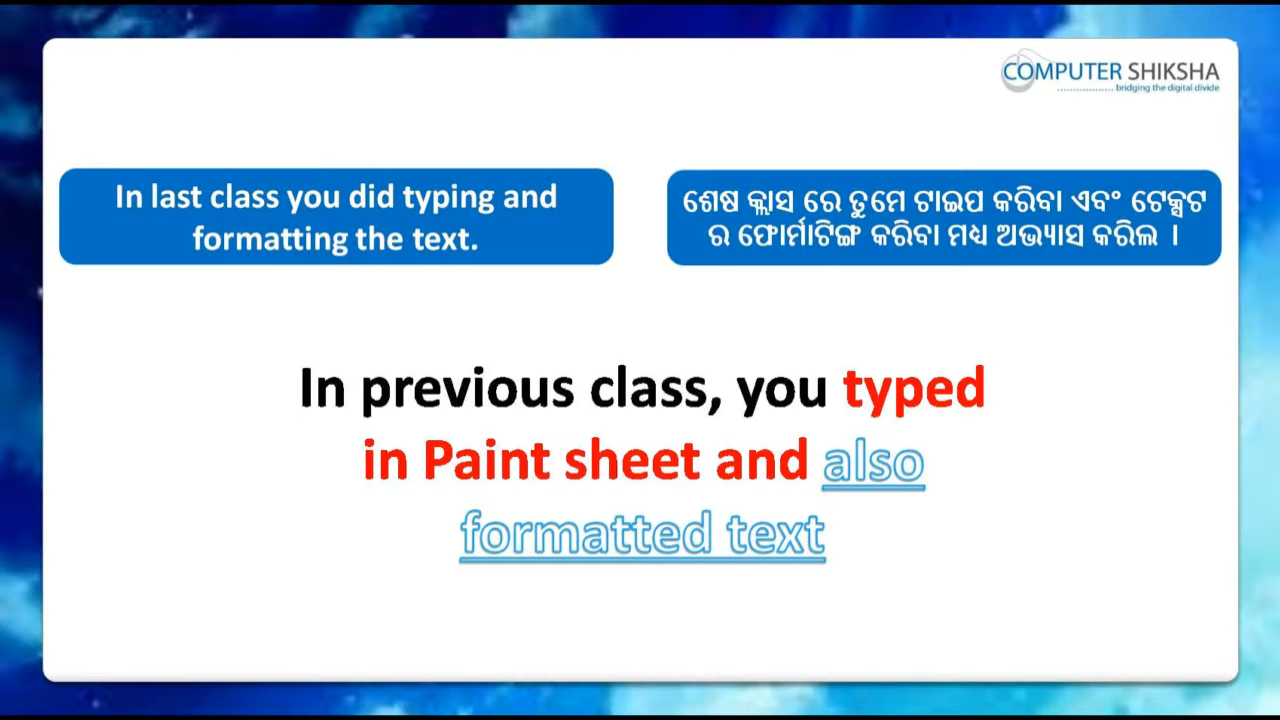 COMPUTER SHIKSHA
bridging the digital divide
In last class you did typing and
formatting the text.
ଶେଷ କ୍ଲାସ ରେ ତୁମେ ଟାଇପ କରିବା ଏବଂ ଟେକ୍ସଟ
ର ଫୋର୍ମାଟିଙ୍ଗ କରିବା ମଧ୍ୟ ଅଭ୍ୟାସ କରିଲ ।
In previous class, you typed
in Paint sheet and also
formatted text